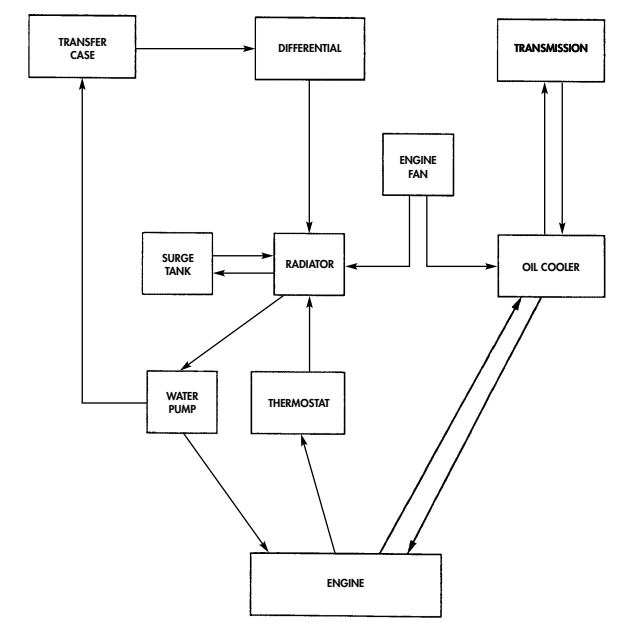 TRANSFER
CASE
DIFFERENTIAL
TRANSMISSION
ENGINE
FAN
SURGE
TANK
RADIATOR
OIL COOLER
WATER
PUMP
THERMOSTAT
ENGINE